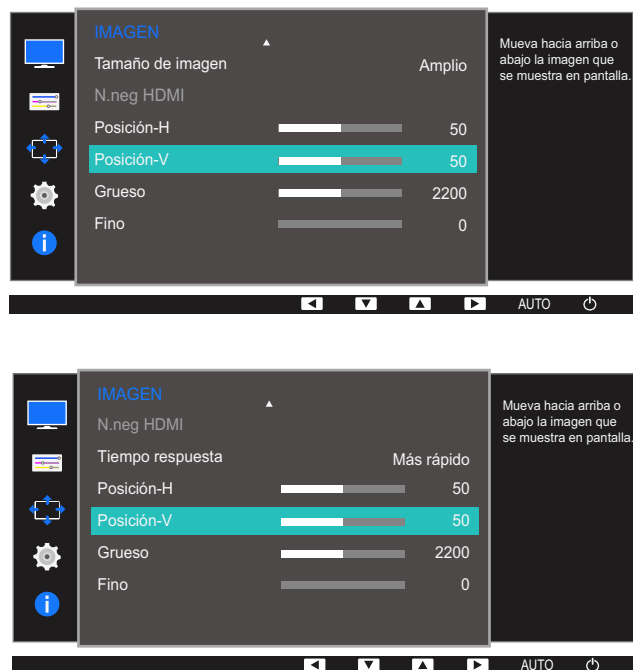 IMAGEN
Tamaño de imagen Amplio
N.neg HDMI
Posición-H 50
Posición-V 50
Grueso 2200
Fino 0
Mueva hacia arriba o
abajo la imagen que
se muestra en pantalla.
AUTO
IMAGEN
N.neg HDMI
Tiempo respuesta Más rápido
Posición-H 50
Posición-V 50
Grueso 2200
Fino 0
Mueva hacia arriba o
abajo la imagen que
se muestra en pantalla.
AUTO